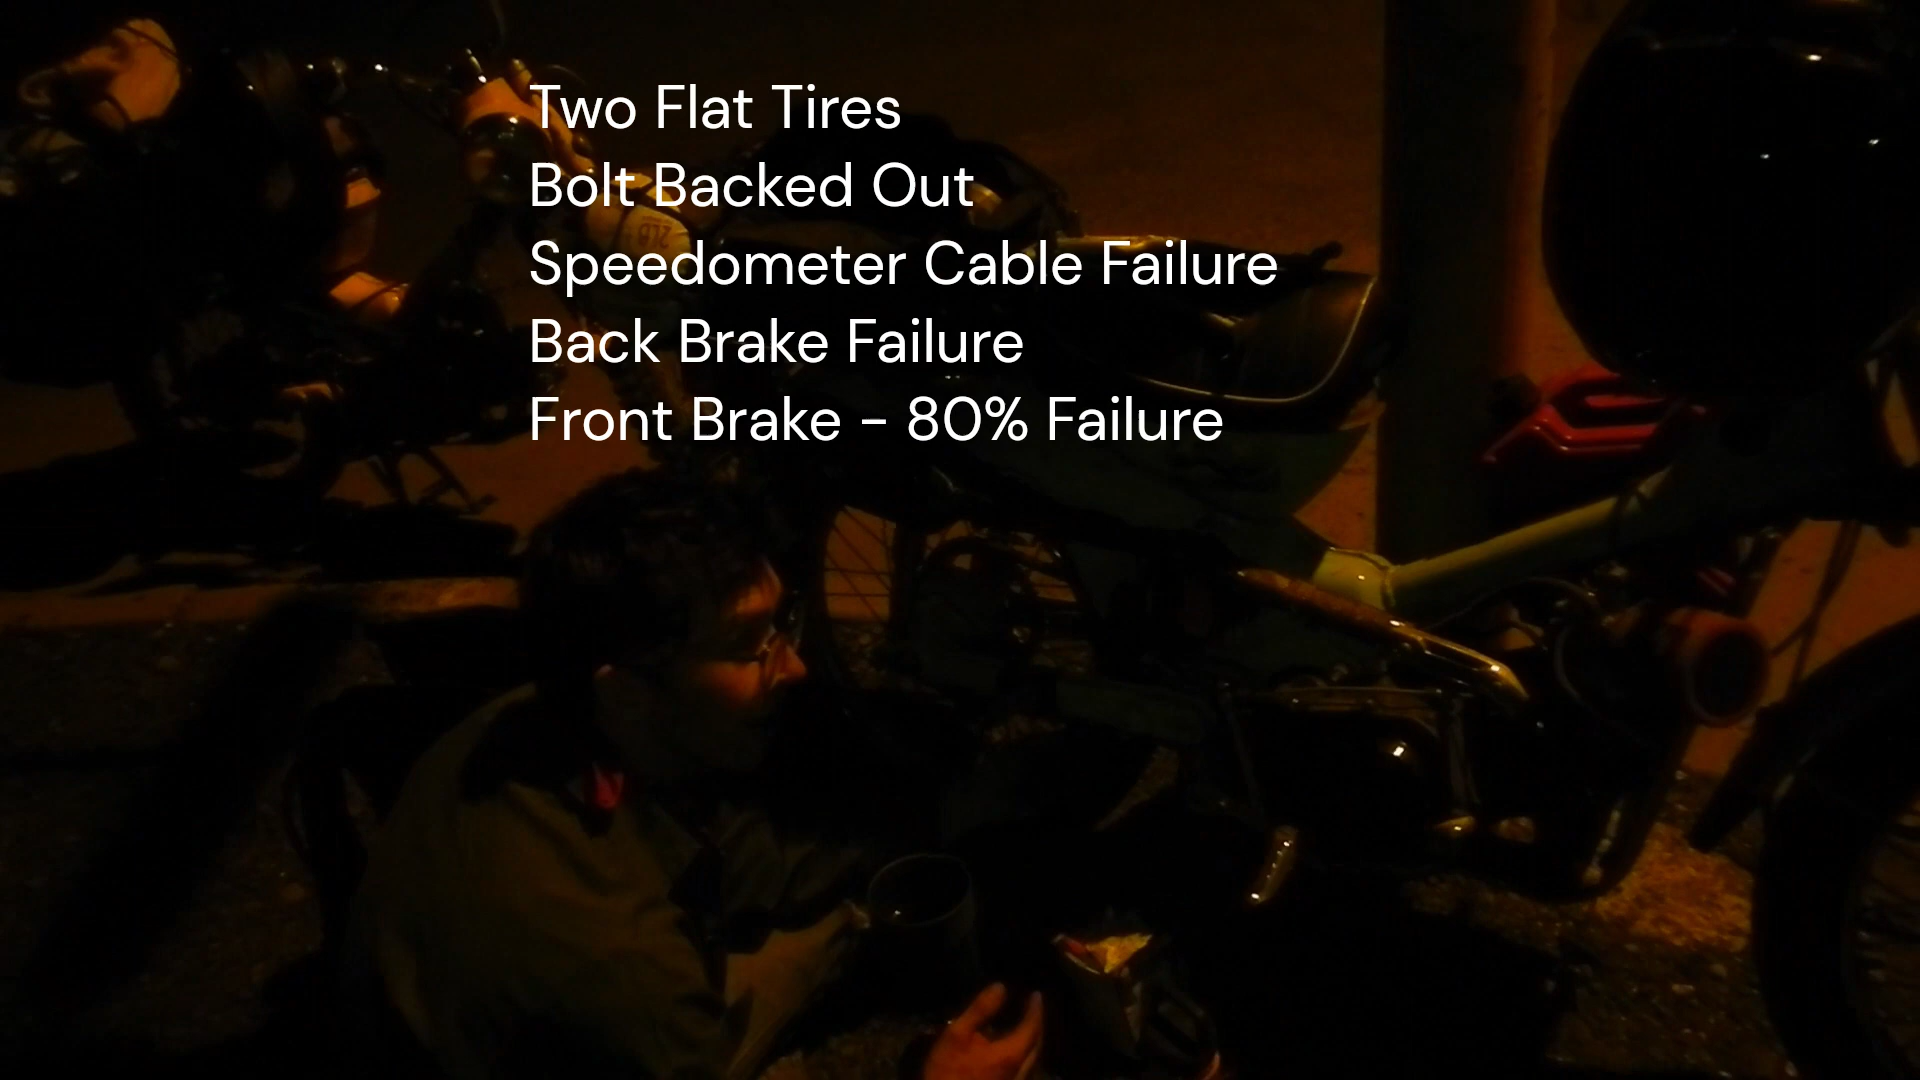 Two Flat Tires
Bolt Backed Out
Speedometer Cable Failure
Back Brake Failure
Front Brake - 80% Failure